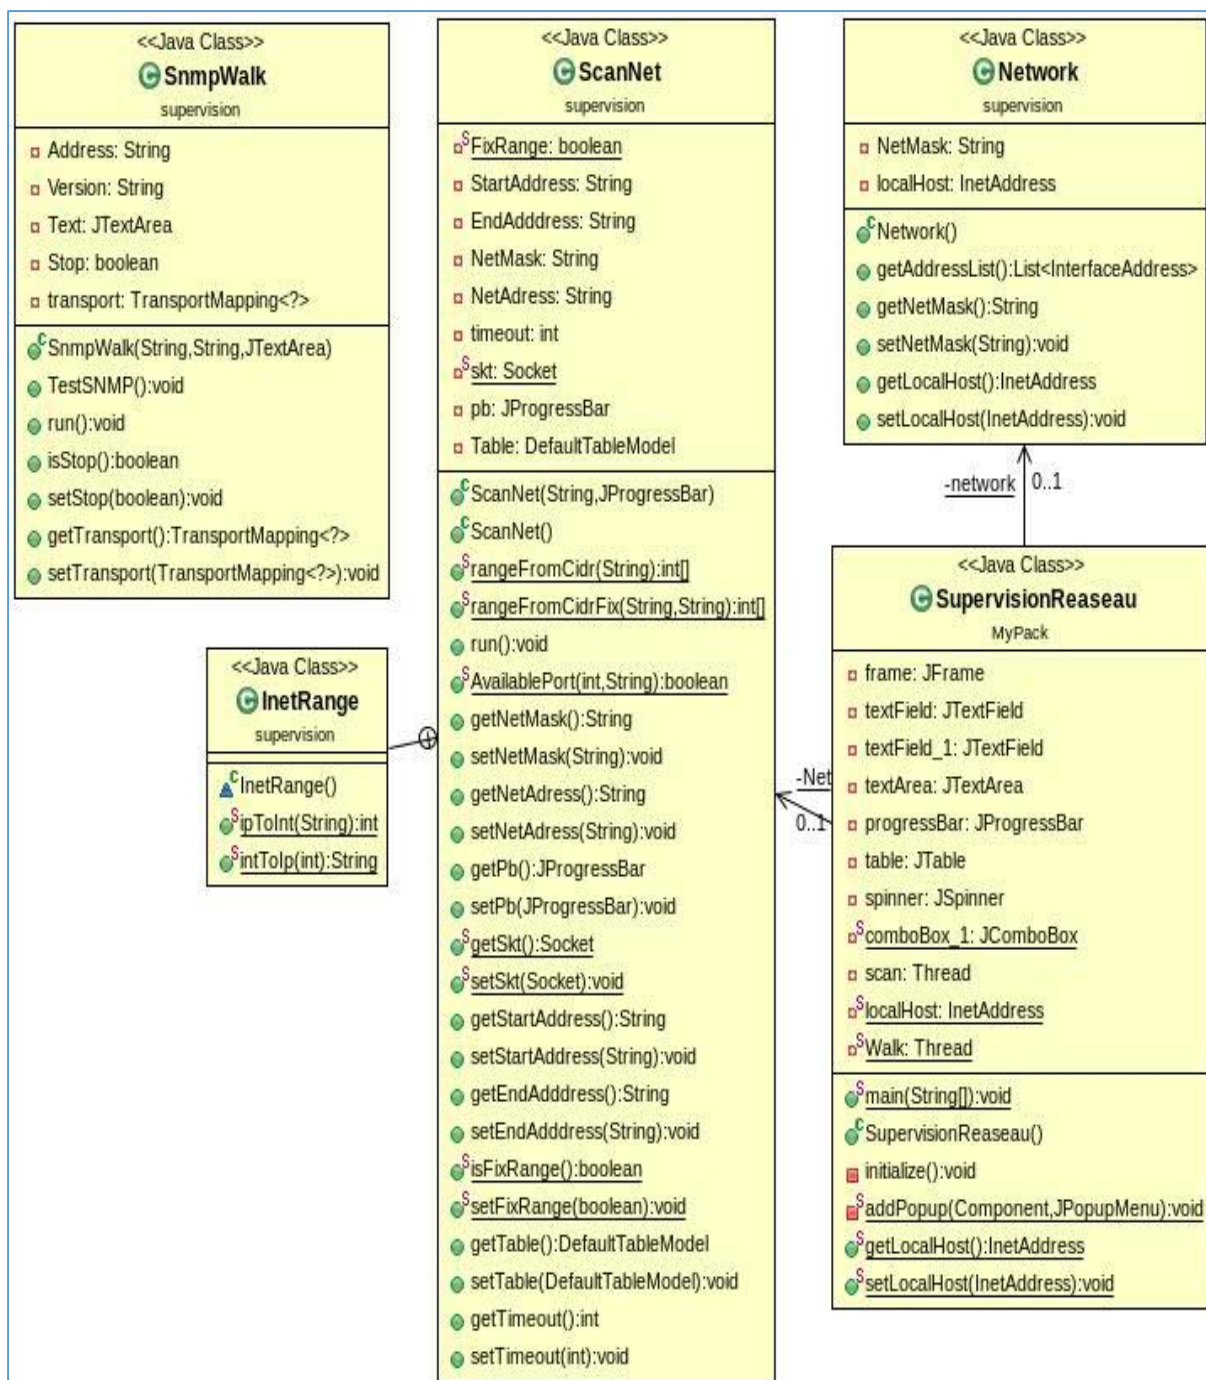 <<Java Class>>
SnmpWalk
supervision
Address: String
Version: String
Text: JTextArea
Stop: boolean
transport: TransportMapping<?>
SnmpWalk(String,String,JTextArea)
TestSNMP():void
run():void
isStop():boolean
setStop(boolean):void
getTransport():TransportMapping<?>
setTransport(TransportMapping<?>):void
<<Java Class>>
InetRange
supervision
InetRange()
ipToInt(String):int
intToIp(int):String
<<Java Class>>
ScanNet
supervision
FixRange: boolean
StartAddress: String
EndAdddress: String
NetMask: String
NetAdress: String
timeout: int
skt: Socket
pb: JProgressBar
Table: DefaultTableModel
ScanNet(String,JProgressBar)
ScanNet()
rangeFromCidr(String):int[]
rangeFromCidrFix(String,String):int[]
run():void
AvailablePort(int,String):boolean
getNetMask():String
setNetMask(String):void
getNetAdress():String
setNetAdress(String):void
getPb():JProgressBar
setPb(JProgressBar):void
getSkt():Socket
setSkt(Socket):void
getStartAddress():String
setStartAddress(String):void
getEndAdddress():String
setEndAdddress(String):void
isFixRange():boolean
setFixRange(boolean):void
getTable():DefaultTableModel
setTable(DefaultTableModel):void
getTimeout():int
setTimeout(int):void
<<Java Class>>
Network
supervision
NetMask: String
localHost: InetAddress
Network()
getAddressList():List<InterfaceAddress>
getNetMask():String
setNetMask(String):void
getLocalHost():InetAddress
setLocalHost(InetAddress):void
-network 0..1
-Net
0..1
<<Java Class>>
SupervisionReaseau
MyPack
frame: JFrame
textField: JTextField
textField_1: JTextField
textArea: JTextArea
progressBar: JProgressBar
table: JTable
spinner: JSpinner
comboBox_1: JComboBox
scan: Thread
localHost: InetAddress
Walk: Thread
main(String[]):void
SupervisionReaseau()
initialize():void
addPopup(Component,JPopupMenu):void
getLocalHost():InetAddress
setLocalHost(InetAddress):void